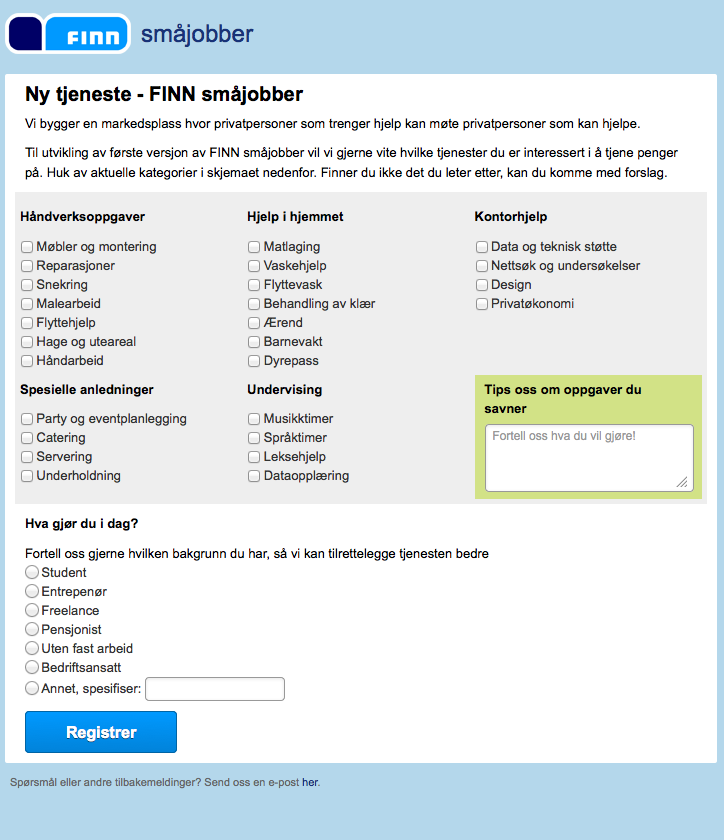 FINN småjobber
Ny tjeneste - FINN småjobber
Vi bygger en markedsplass hvor privatpersoner som trenger hjelp kan møte privatpersoner som kan hjelpe.
Til utvikling av første versjon av FINN småjobber vil vi gjerne vite hvilke tjenester du er interessert i å tjene penger
på. Huk av aktuelle kategorier i skjemaet nedenfor. Finner du ikke det du leter etter, kan du komme med forslag.
Håndverksoppgaver
Møbler og montering
Reparasjoner
Snekring
Malearbeid
Flyttehjelp
Hage og uteareal
Håndarbeid
Hjelp i hjemmet
Matlaging
Vaskehjelp
Flyttevask
Behandling av klær
Ærend
Barnevakt
Dyrepass
Kontorhjelp
Data og teknisk støtte
Nettsøk og undersøkelser
Design
Privatøkonomi
Spesielle anledninger
Party og eventplanlegging
Catering
Servering
Underholdning
Undervising
Musikktimer
Språktimer
Leksehjelp
Dataopplæring
Tips oss om oppgaver du
savner
Fortell oss hva du vil gjøre!
Hva gjør du i dag?
Fortell oss gjerne hvilken bakgrunn du har, så vi kan tilrettelegge tjenesten bedre
Student
Entrepenør
Freelance
Pensjonist
Uten fast arbeid
Bedriftsansatt
Annet, spesifiser:
Registrer
Spørsmål eller andre tilbakemeldinger? Send oss en e-post her.